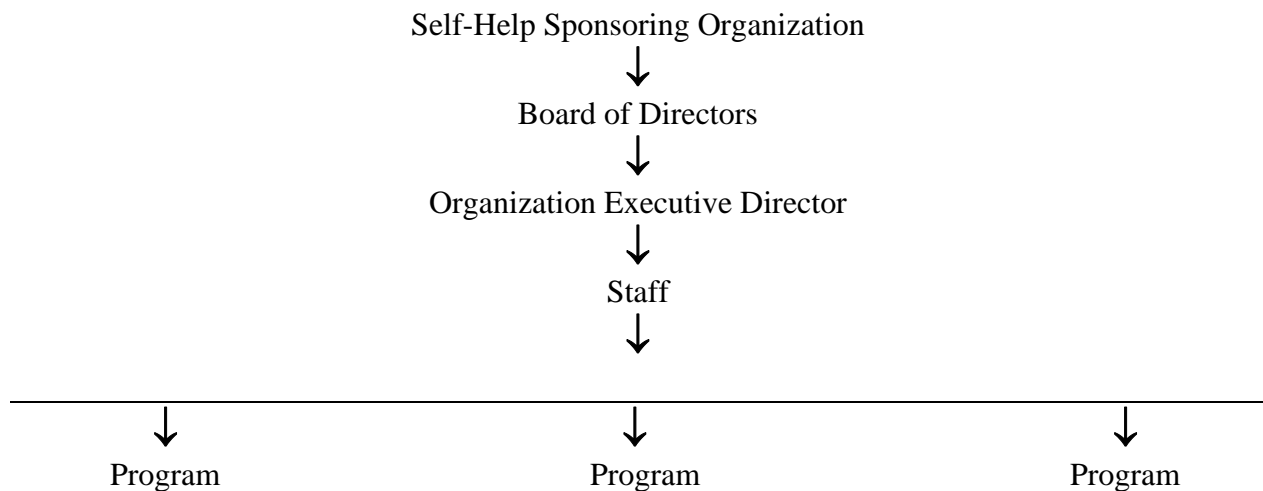 Self-Help Sponsoring Organization
Board of Directors
Organization Executive Director
Staff
Program Program Program